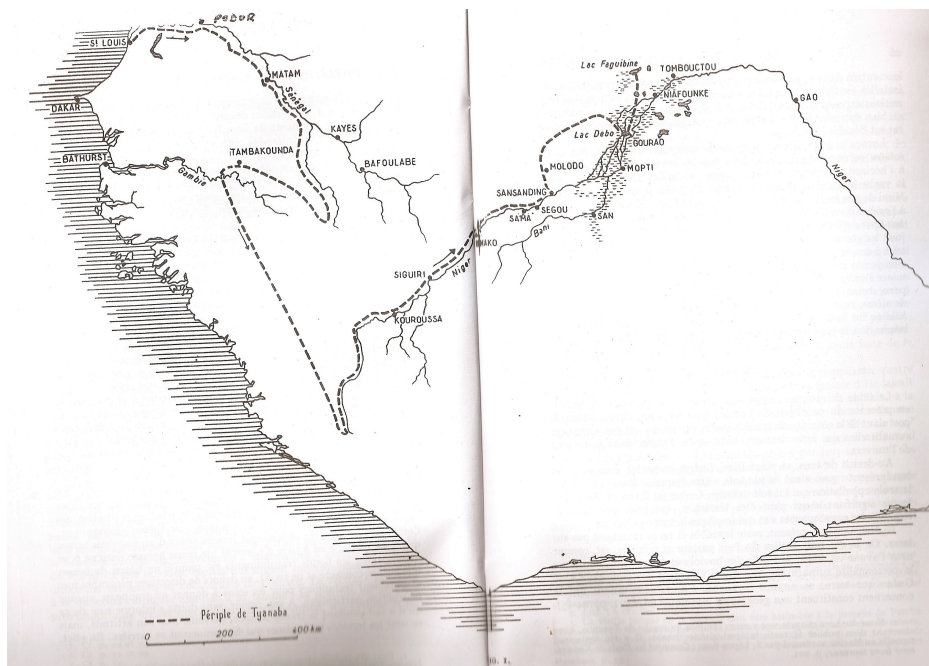 PODOR
St LOUIS
Lac Faguibine
TOMBOUCTOU
MATAM
NIAFOUNKE
DAKAR
Sénégal
GAO
KAYES
Lac Debo
GOURAO
BATHURST
TAMBAKOUNDA
BAFOULABE
MOLODO
MOPTI
Gambie
Niger
SANSANDING
SAMA
SEGOU
SAN
Bani
MAKO
SIGUIRI
Niger
KOUROUSSA
Périple de Tyanaba
0 200 400 km